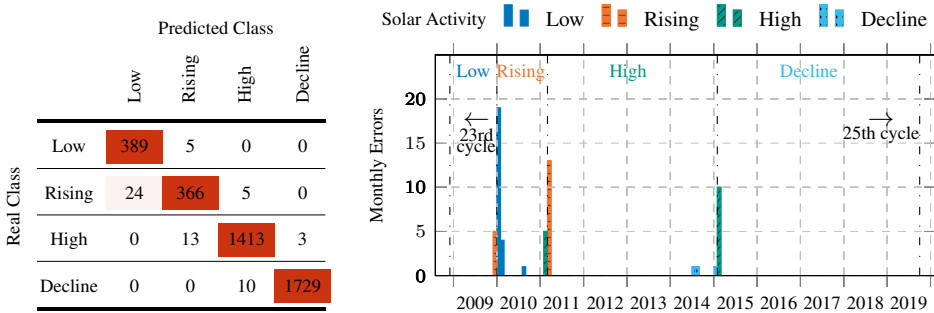 Predicted Class
Low Rising High Decline
Real Class
Low 389 5 0 0
Rising 24 366 5 0
High 0 13 1413 3
Decline 0 0 10 1729
Solar Activity Low Rising High Decline
Low Rising High Decline
Monthly Errors
20
15
10
5
0
← 23rd cycle
→ 25th cycle
2009 2010 2011 2012 2013 2014 2015 2016 2017 2018 2019